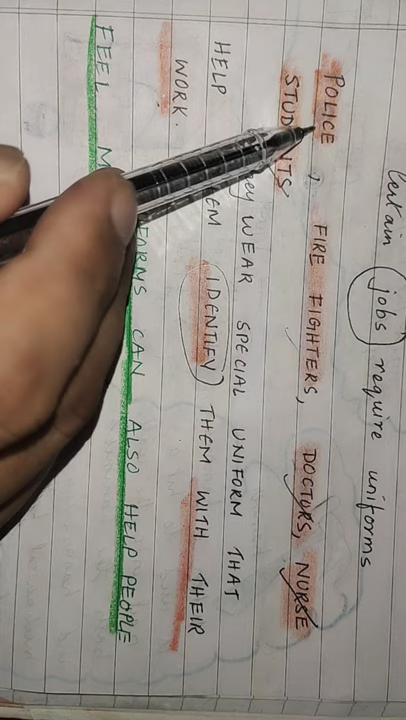 Certain jobs require uniforms
POLICE, FIRE FIGHTERS, DOCTORS, NURSE
STUD
WEAR SPECIAL UNIFORM THAT
HELP IDENTIFY THEM WITH THEIR
WORK.
CAN ALSO HELP PEOPLE
FEEL